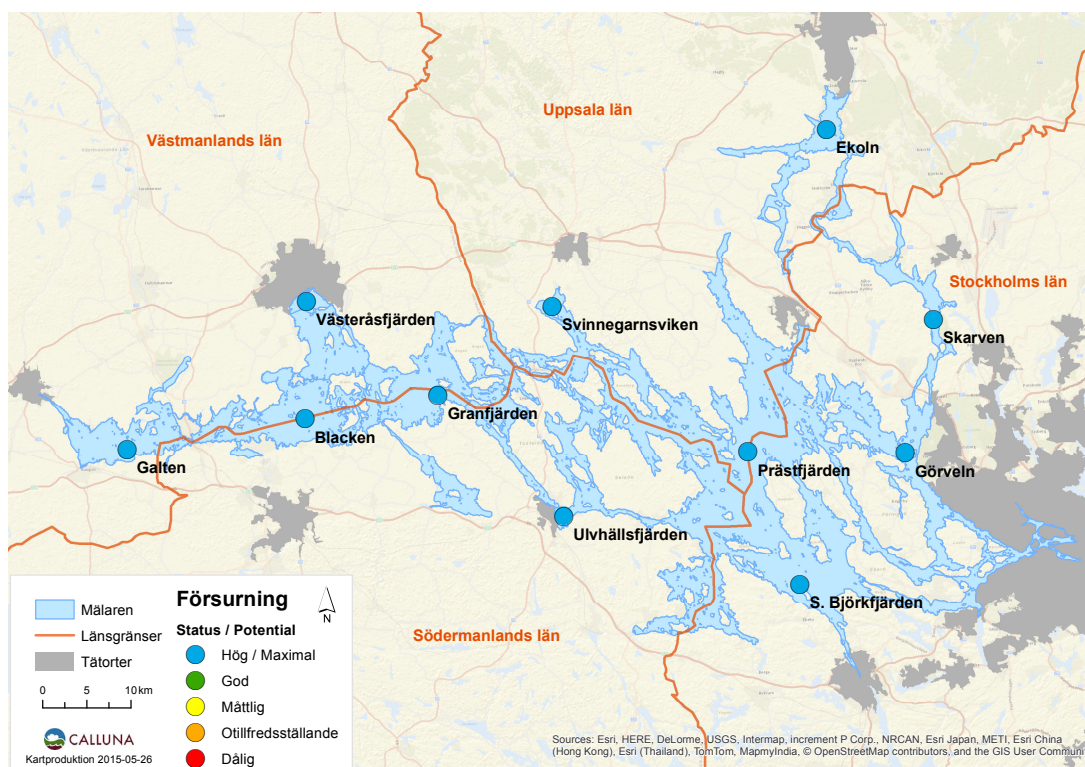 Västmanlands län
Uppsala län
Ekoln
Stockholms län
Västeråsfjärden
Svinnegarnsviken
Skarven
Granfjärden
Blacken
Galten
Prästfjärden
Görveln
Ulvhällsfjärden
S. Björkfjärden
Södermanlands län
Mälaren
Länsgränser
Tätorter
0 5 10 km
CALLUNA
Kartproduktion 2015-05-26
Försurning
N
Status / Potential
Hög / Maximal
God
Måttlig
Otillfredsställande
Dålig
Sources: Esri, HERE, DeLorme, USGS, Intermap, increment P Corp., NRCAN, Esri Japan, METI, Esri China
(Hong Kong), Esri (Thailand), TomTom, MapmyIndia, © OpenStreetMap contributors, and the GIS User Communi